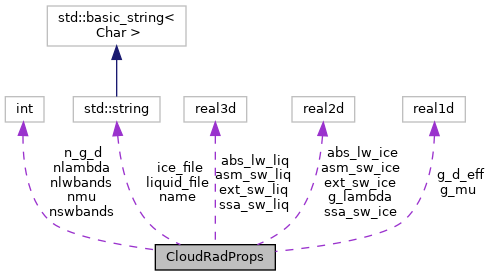 std::basic_string<
Char >
int
std::string
real3d
real2d
real1d
n_g_d
nlambda
nlwbands
nmu
nswbands
ice_file
liquid_file
name
abs_lw_liq
asm_sw_liq
ext_sw_liq
ssa_sw_liq
abs_lw_ice
asm_sw_ice
ext_sw_ice
g_lambda
ssa_sw_ice
g_d_eff
g_mu
CloudRadProps